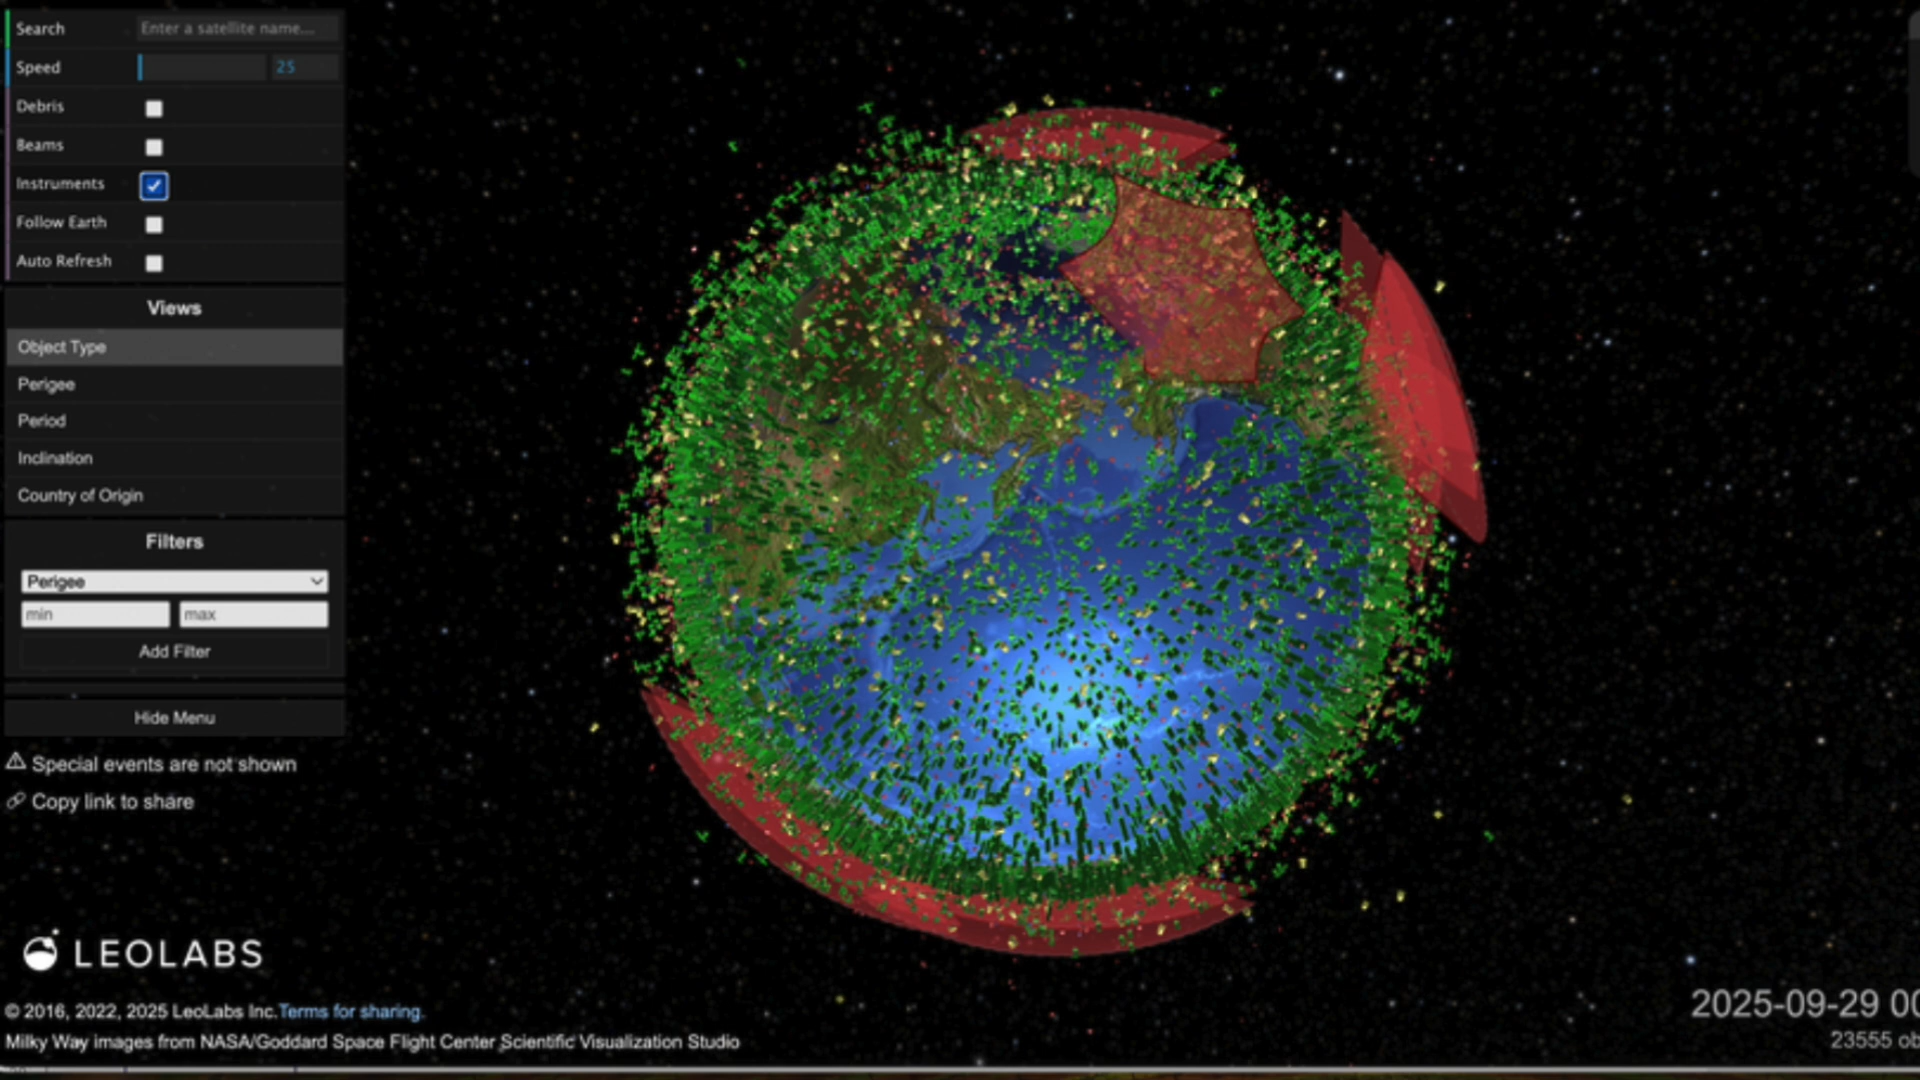 Search Enter a satellite name...
Speed 25
Debris
Beams
Instruments
Follow Earth
Auto Refresh
Views
Object Type
Perigee
Period
Inclination
Country of Origin
Filters
Perigee
min max
Add Filter
Hide Menu
Special events are not shown
Copy link to share
LEOLABS
© 2016, 2022, 2025 LeoLabs Inc.Terms for sharing.
Milky Way images from NASA/Goddard Space Flight Center Scientific Visualization Studio
2025-09-29 00
23555 ob